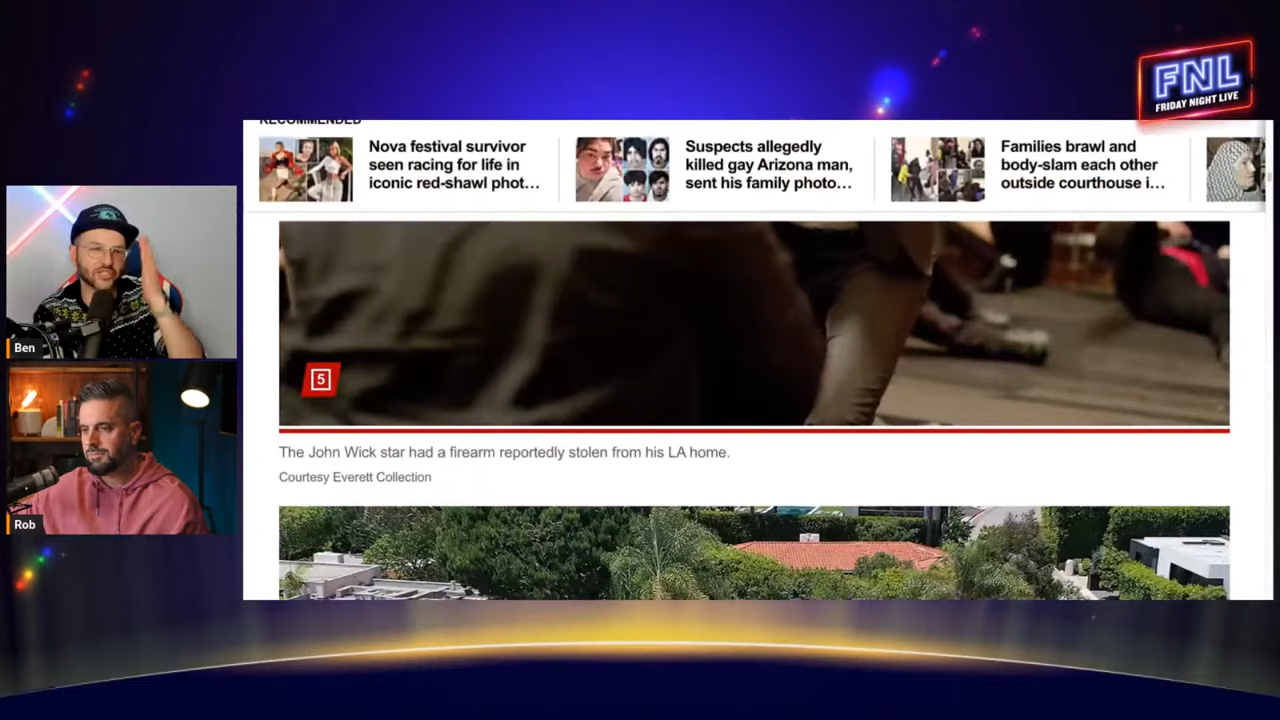 FNL
FRIDAY NIGHT LIVE
RECOMMENDED
Nova festival survivor
seen racing for life in
iconic red-shawl phot...
Suspects allegedly
killed gay Arizona man,
sent his family photo...
Families brawl and
body-slam each other
outside courthouse i...
Ben
Rob
5
The John Wick star had a firearm reportedly stolen from his LA home.
Courtesy Everett Collection